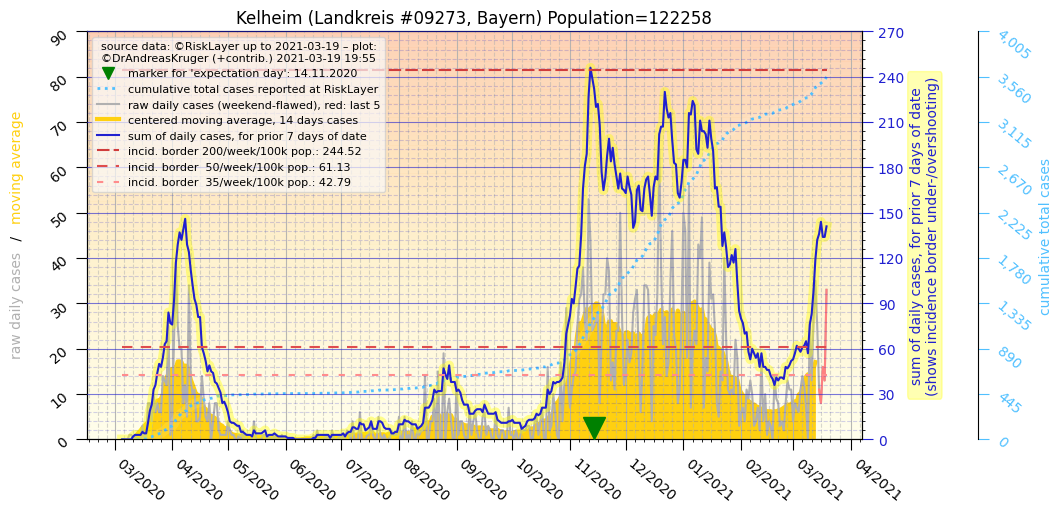 Kelheim (Landkreis #09273, Bayern) Population=122258
source data: ©RiskLayer up to 2021-03-19 – plot:
©DrAndreasKruger (+contrib.) 2021-03-19 19:55
marker for 'expectation day': 14.11.2020
cumulative total cases reported at RiskLayer
raw daily cases (weekend-flawed), red: last 5
centered moving average, 14 days cases
sum of daily cases, for prior 7 days of date
incid. border 200/week/100k pop.: 244.52
incid. border  50/week/100k pop.: 61.13
incid. border  35/week/100k pop.: 42.79
raw daily cases / moving average
90
80
70
60
50
40
30
20
10
0
03/2020
04/2020
05/2020
06/2020
07/2020
08/2020
09/2020
10/2020
11/2020
12/2020
01/2021
02/2021
03/2021
04/2021
270
240
210
180
150
120
90
60
30
0
sum of daily cases, for prior 7 days of date
(shows incidence border under-/overshooting)
4,005
3,560
3,115
2,670
2,225
1,780
1,335
890
445
0
cumulative total cases